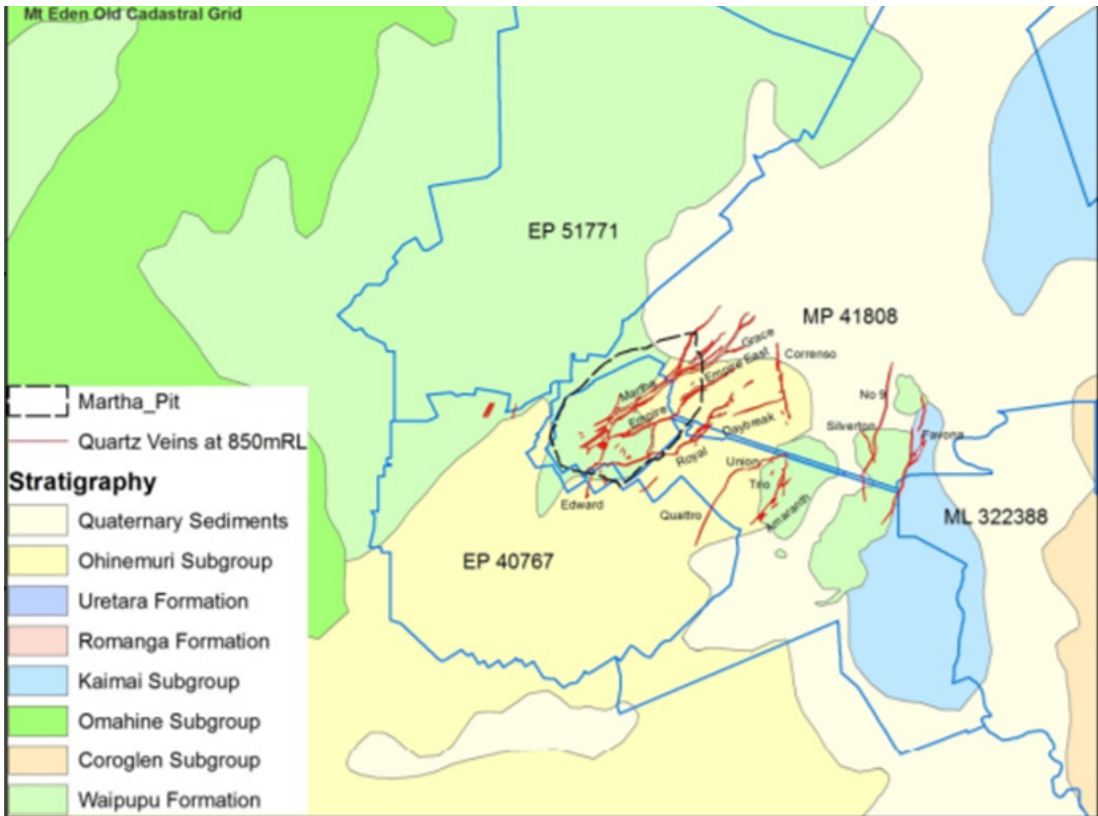 Mt Eden Old Cadastral Grid
EP 51771
MP 41808
Grace
Correnso
Empire East
Martha
No 9
Empire
Daybreak
Silverton
Favona
Royal
Union
Trio
Edward
Quattro
Amaranth
ML 322388
EP 40767
Martha_Pit
Quartz Veins at 850mRL
Stratigraphy
Quaternary Sediments
Ohinemuri Subgroup
Uretara Formation
Romanga Formation
Kaimai Subgroup
Omahine Subgroup
Coroglen Subgroup
Waipupu Formation